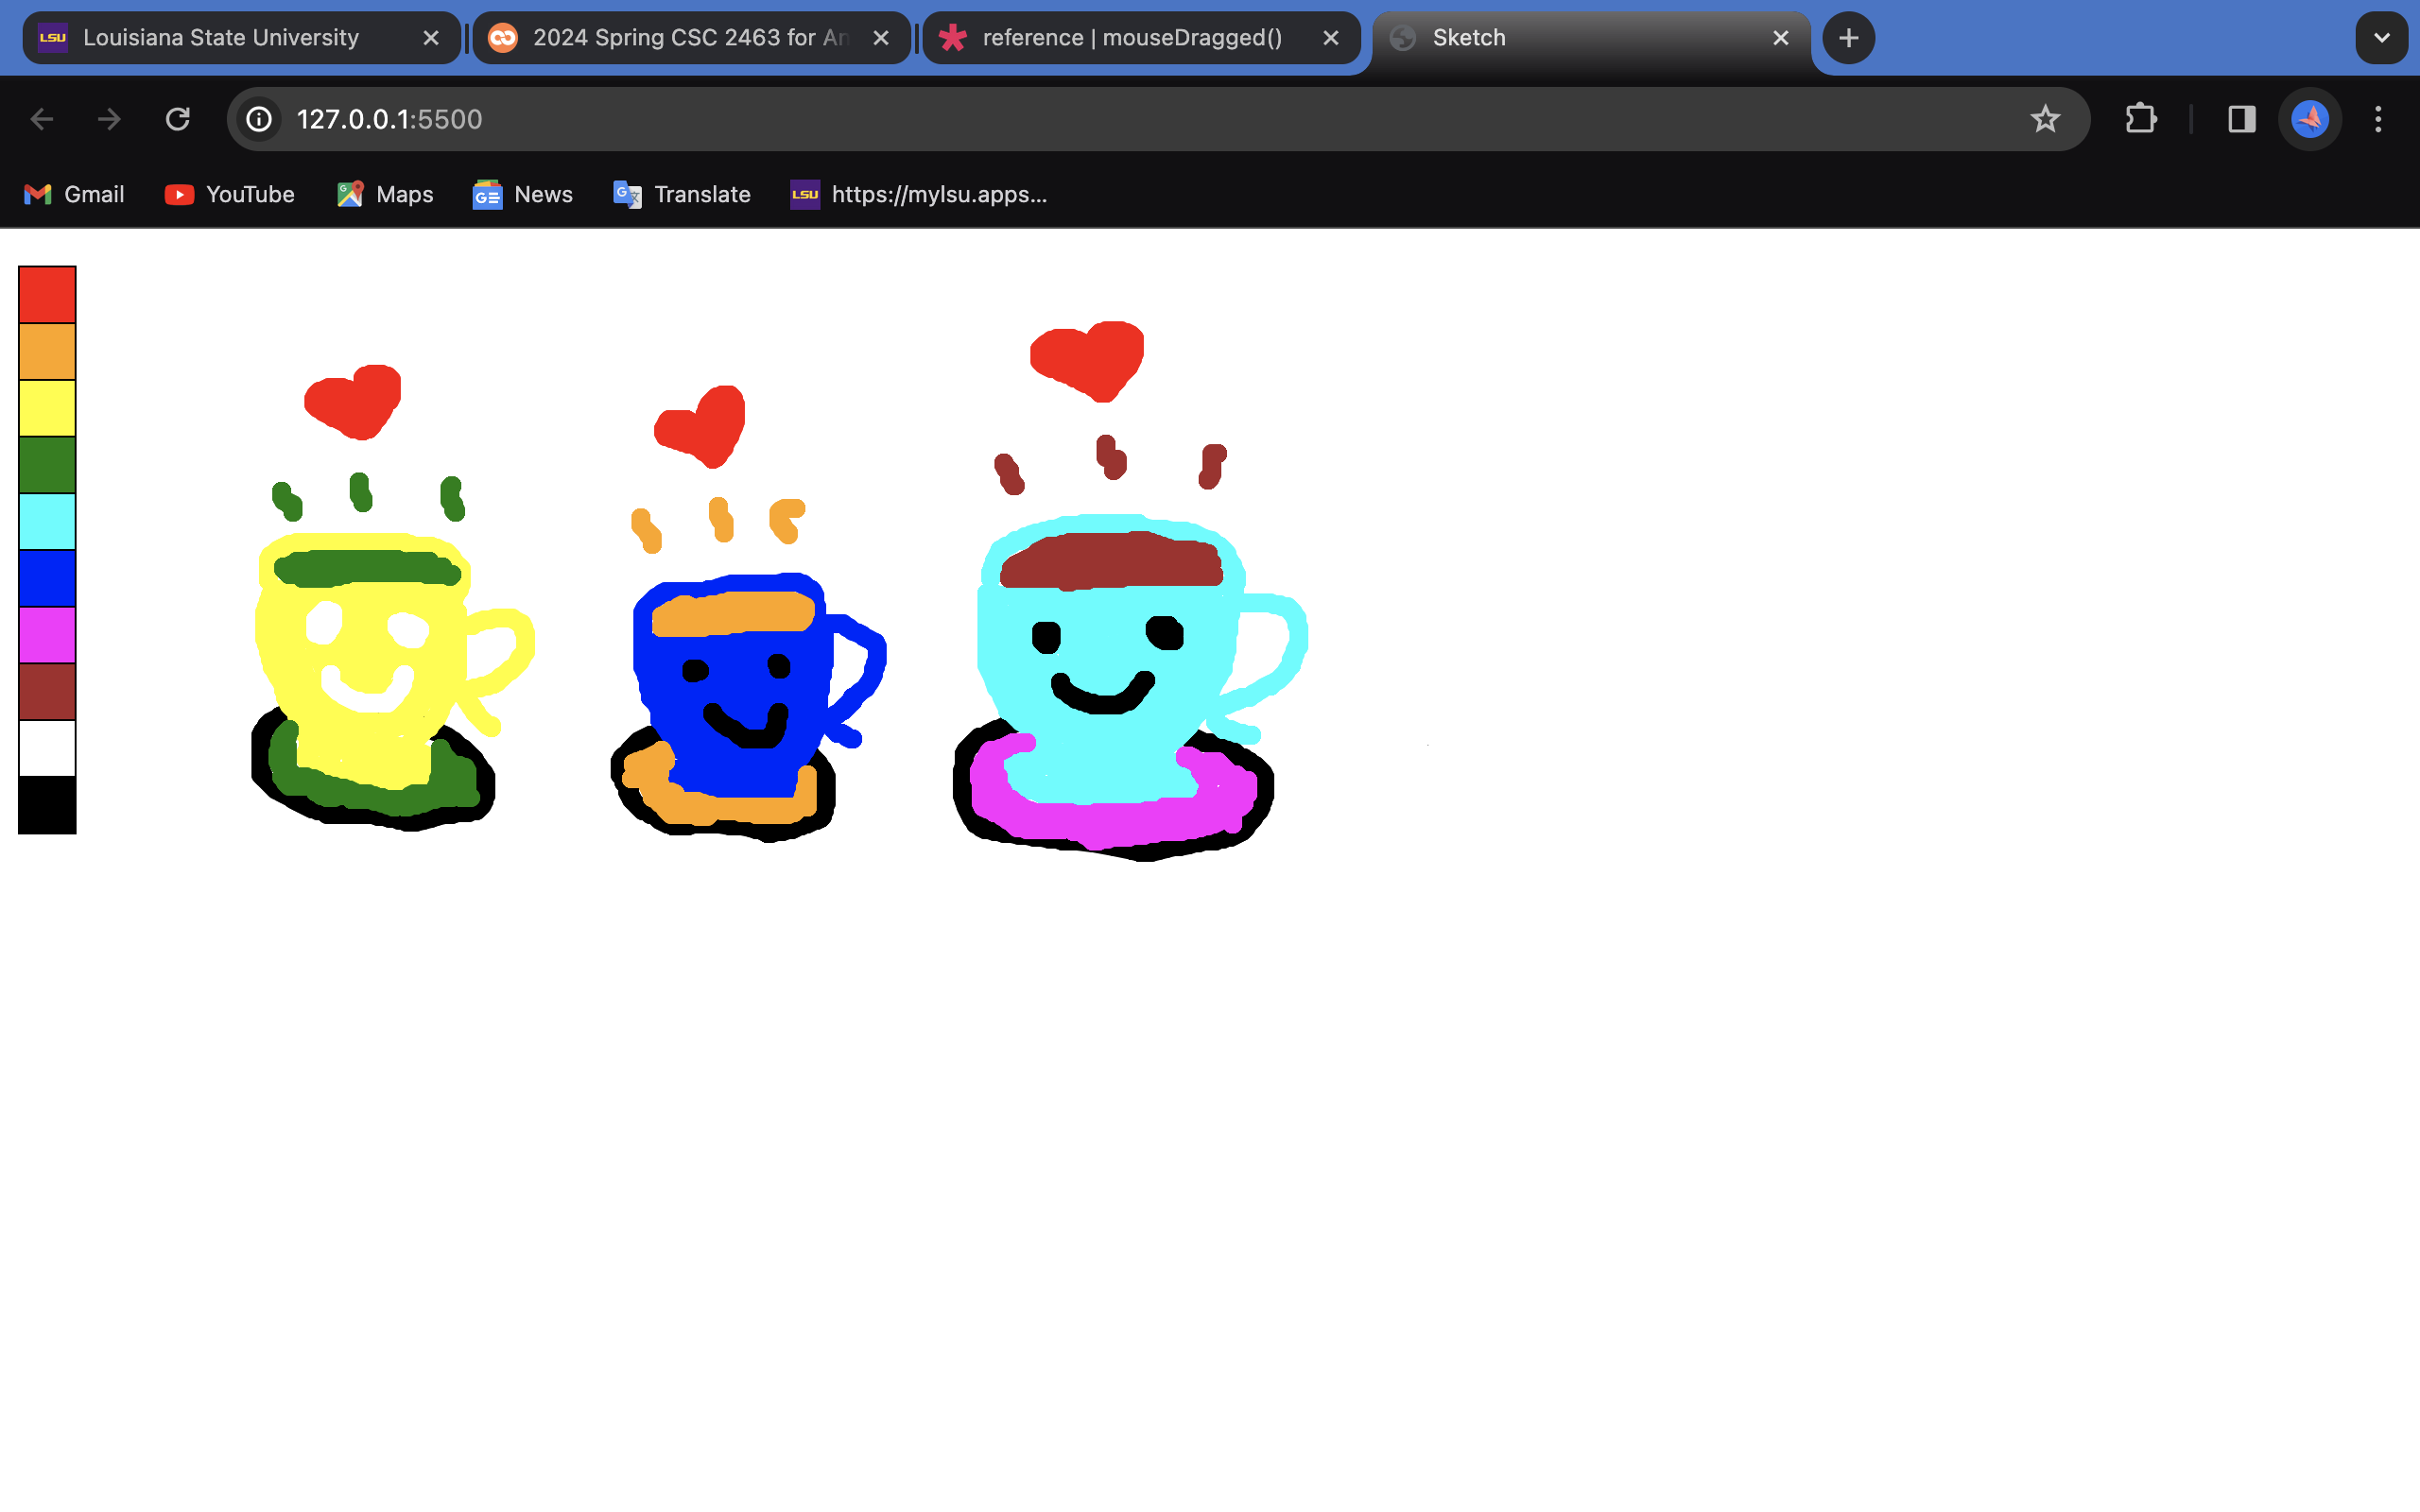 LSU Louisiana State University
2024 Spring CSC 2463 for An
reference | mouseDragged()
Sketch
127.0.0.1:5500
Gmail
YouTube
Maps
News
Translate
LSU https://mylsu.apps...